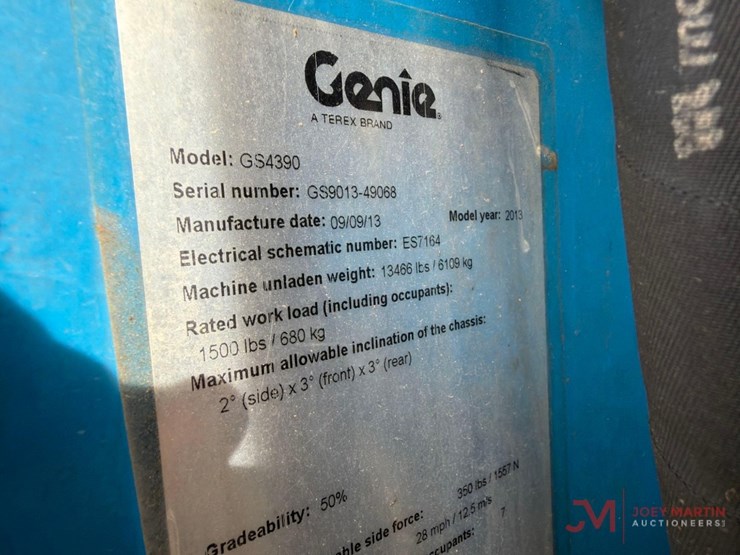 Genie
A TEREX BRAND
Model: GS4390
Serial number: GS9013-49068
Manufacture date: 09/09/13 Model year: 2013
Electrical schematic number: ES7164
Machine unladen weight: 13466 lbs / 6109 kg
Rated work load (including occupants):
1500 lbs / 680 kg
Maximum allowable inclination of the chassis:
2° (side) x 3° (front) x 3° (rear)
Gradeability: 50%
side force: 350 lbs / 1557 N
28 mph / 12.5 m/s
7
JM JOEY MARTIN
AUCTIONEERS